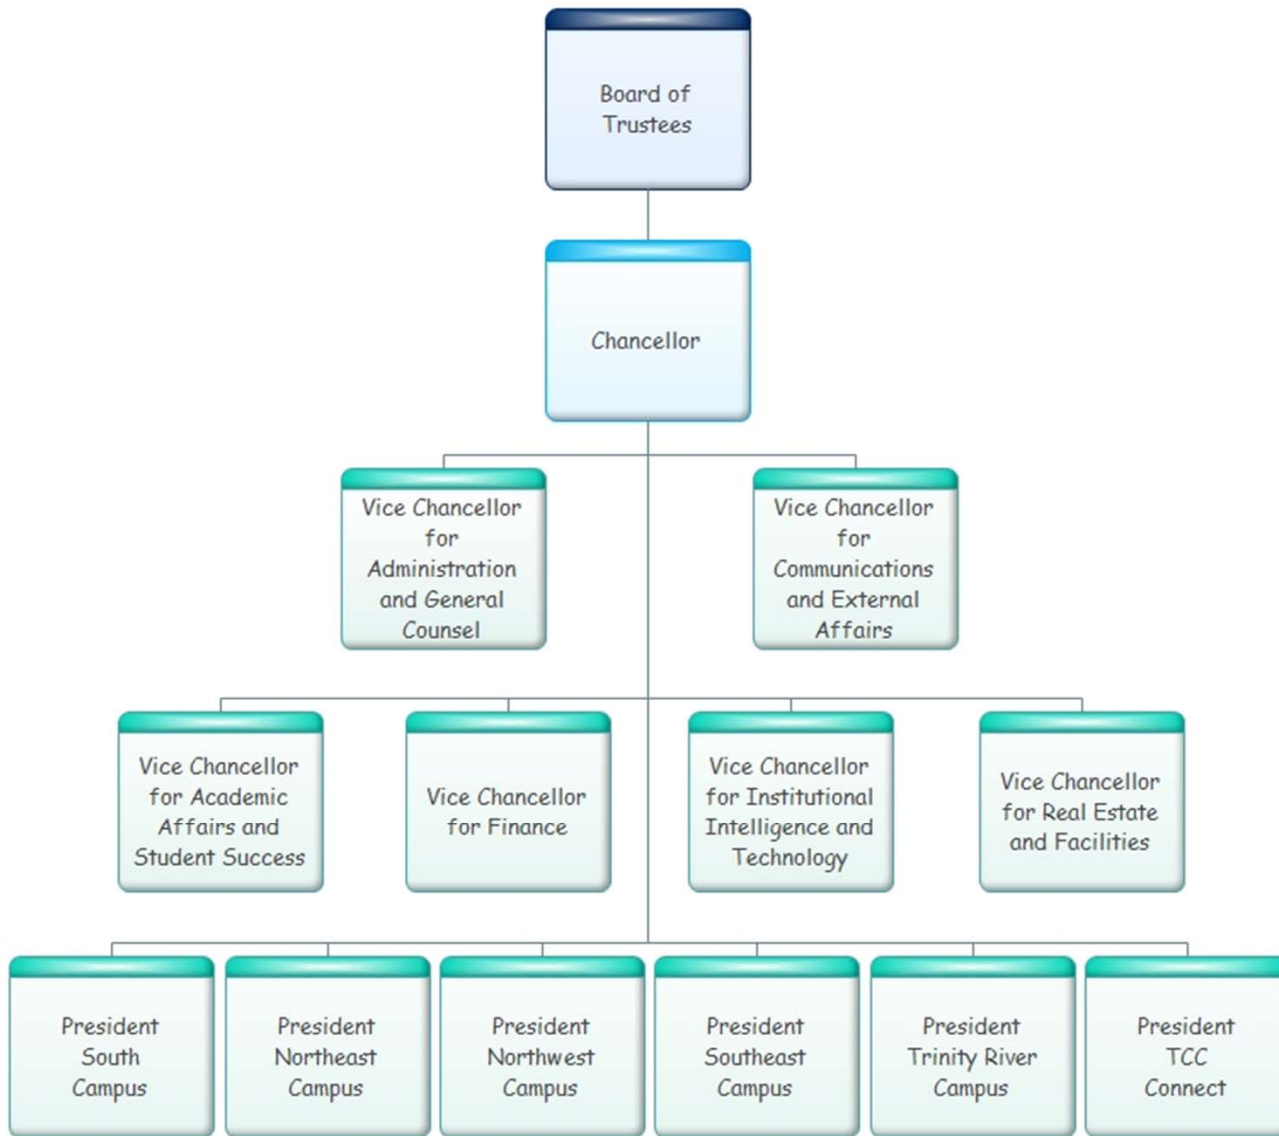 Board of
Trustees
Chancellor
Vice Chancellor
for
Administration
and General
Counsel
Vice Chancellor
for
Communications
and External
Affairs
Vice Chancellor
for Academic
Affairs and
Student Success
Vice Chancellor
for Finance
Vice Chancellor
for Institutional
Intelligence and
Technology
Vice Chancellor
for Real Estate
and Facilities
President
South
Campus
President
Northeast
Campus
President
Northwest
Campus
President
Southeast
Campus
President
Trinity River
Campus
President
TCC
Connect